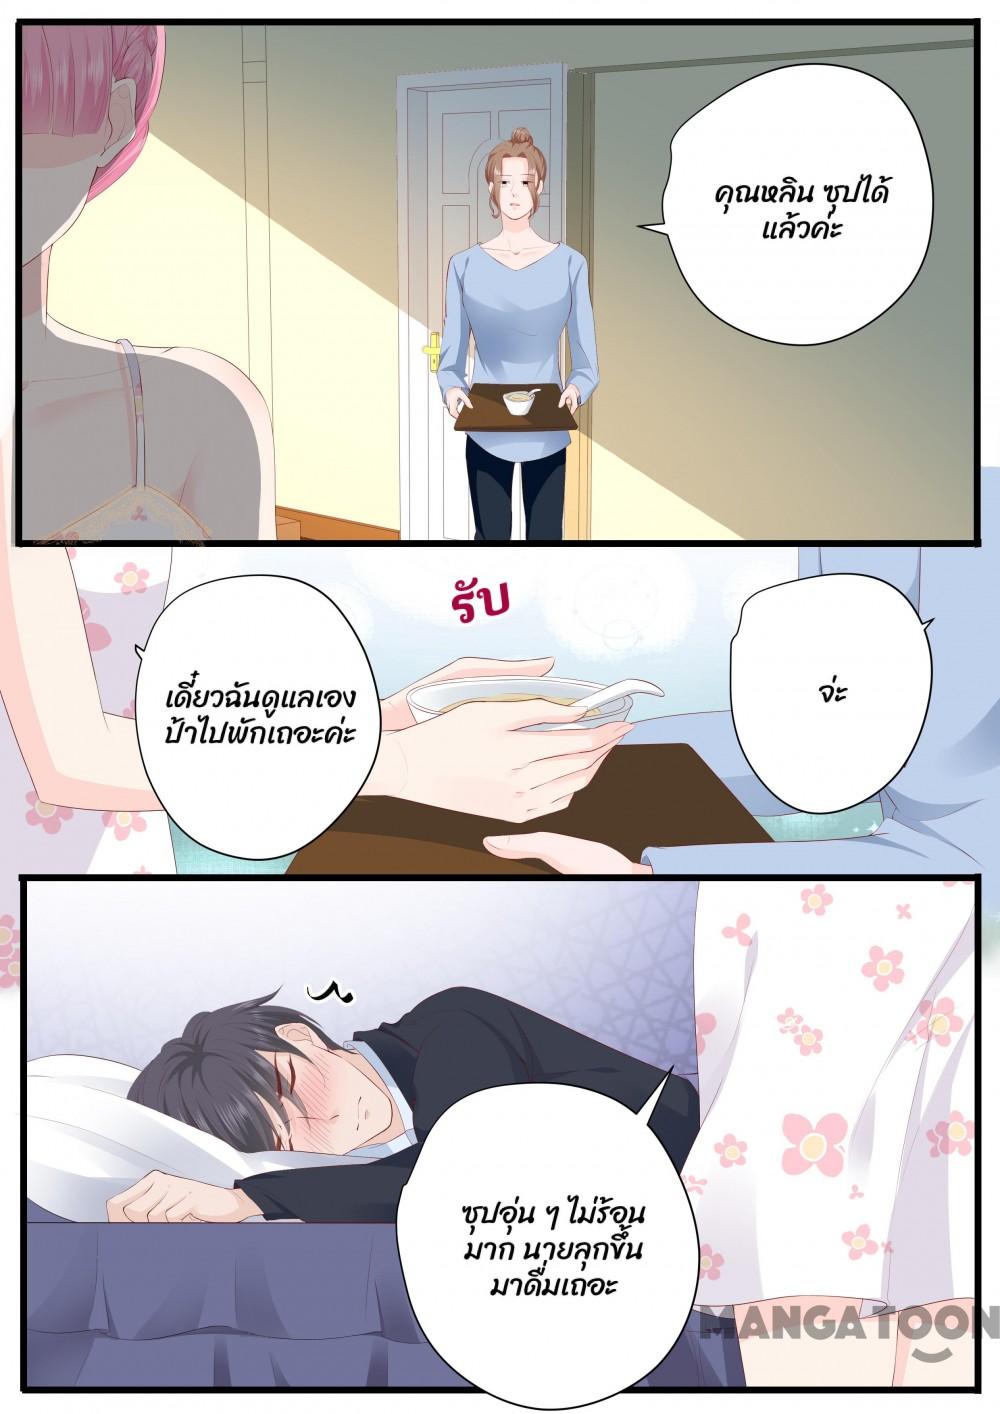 คุณหลิน ซุปได้
แล้วค่ะ
รับ
เดี๋ยวฉันดูแลเอง
ป้าไปพักเถอะค่ะ
จ่ะ
ซุปอุ่น ๆ ไม่ร้อน
มาก นายลุกขึ้น
มาดื่มเถอะ
MANGATOON